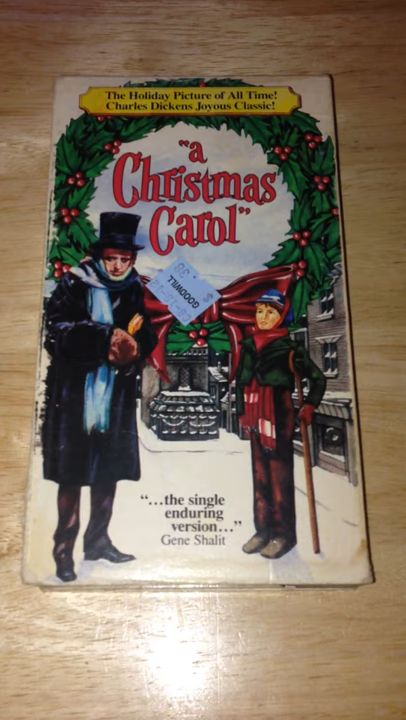 The Holiday Picture of All Time!
Charles Dickens Joyous Classic!
"a
Christmas
Carol"
$ .38
GOODWILL
"...the single
enduring
version..."
Gene Shalit